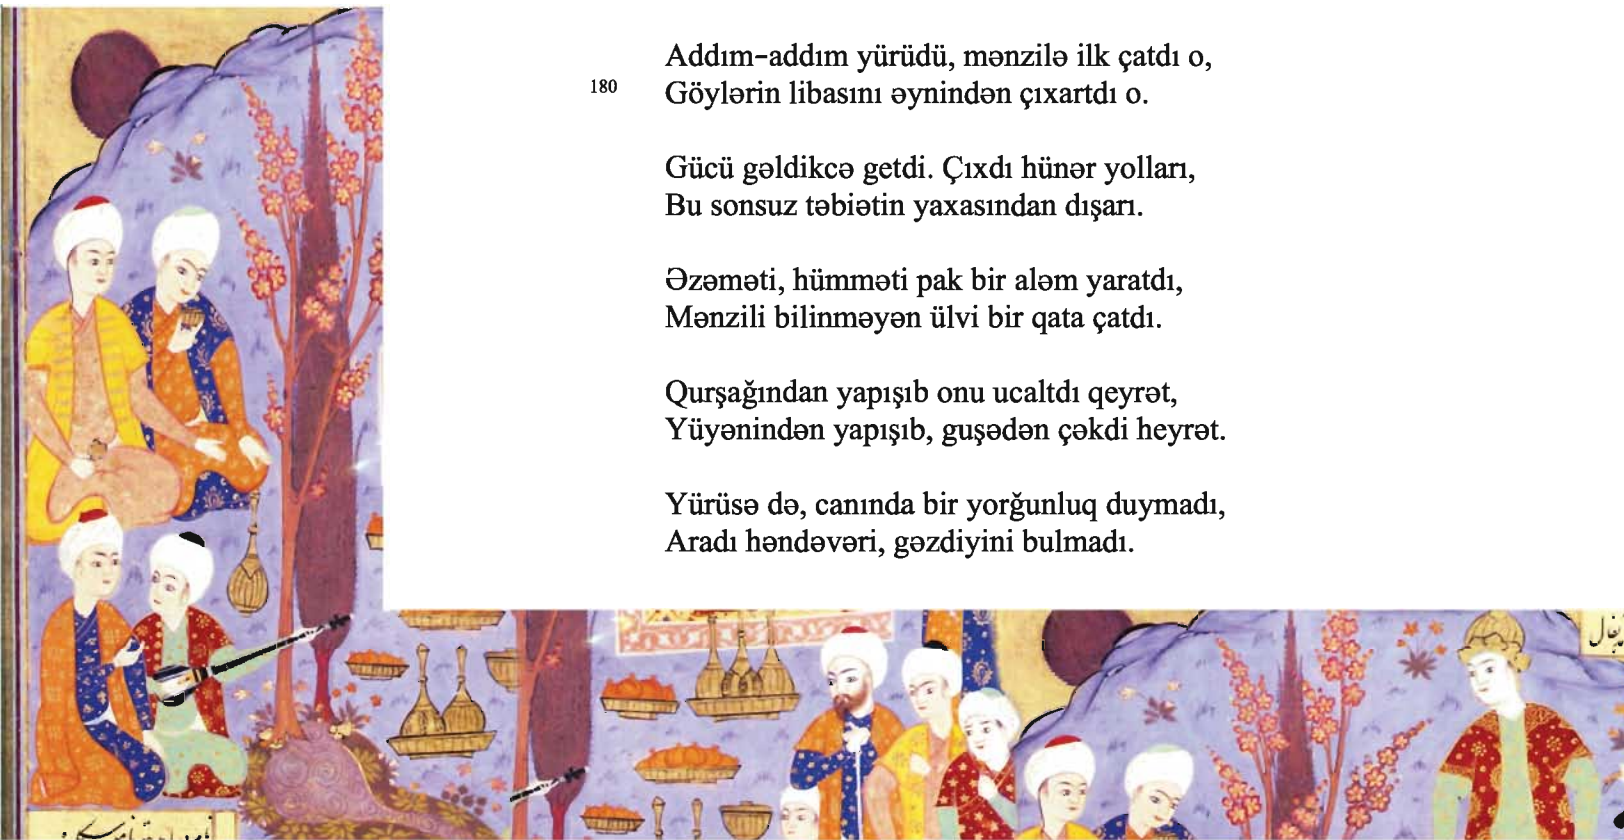 Addım-addım yürüdü, mənzilə ilk çatdı o,
180
Göylərin libasını əynindən çıxartdı o.
Gücü gəldikcə getdi. Çıxdı hünər yolları,
Bu sonsuz təbiətin yaxasından dışarı.
Əzəməti, hümməti pak bir aləm yaratdı,
Mənzili bilinməyən ülvi bir qata çatdı.
Qurşağından yapışıb onu ucaltdı qeyrət,
Yüyənindən yapışıb, guşədən çəkdi heyrət.
Yürüsə də, canında bir yorğunluq duymadı,
Aradı həndəvəri, gəzdiyini bulmadı.